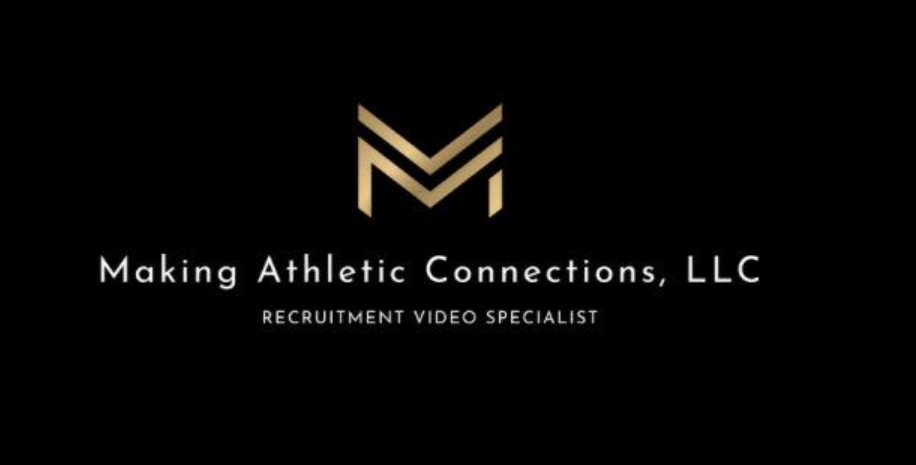 Making Athletic Connections, LLC
RECRUITMENT VIDEO SPECIALIST